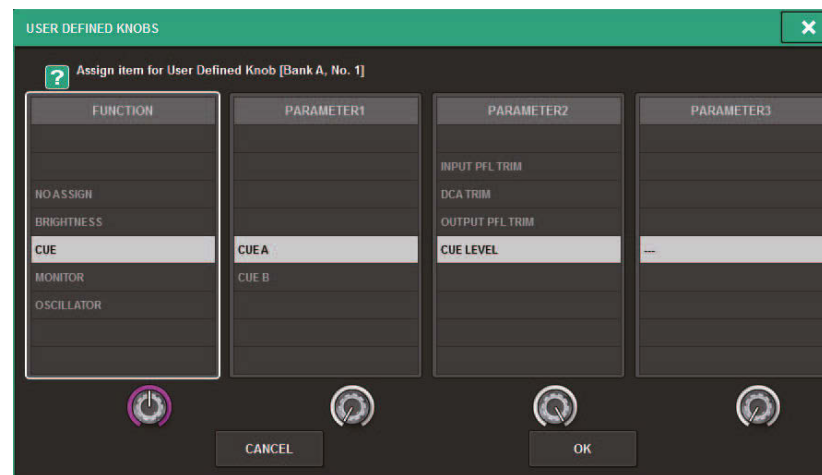 USER DEFINED KNOBS
? Assign item for User Defined Knob [Bank A, No. 1]
FUNCTION PARAMETER1 PARAMETER2 PARAMETER3
INPUT PFL TRIM
NO ASSIGN DCA TRIM
BRIGHTNESS OUTPUT PFL TRIM
CUE CUE A CUE LEVEL ---
MONITOR CUE B
OSCILLATOR
CANCEL OK